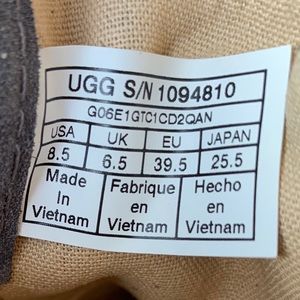 UGG S/N 1094810
G06E1GTC1CD2QAN
USA UK EU JAPAN
8.5 6.5 39.5 25.5
Made Fabrique Hecho
In en en
Vietnam Vietnam Vietnam